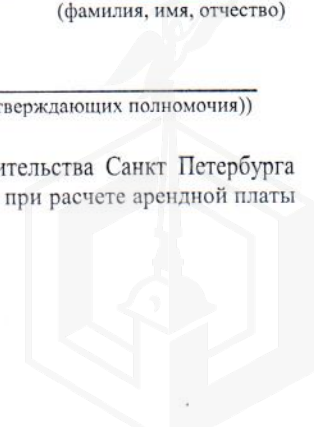 (фамилия, имя, отчество)
тверждающих полномочия))
ительства Санкт Петербурга
при расчете арендной платы